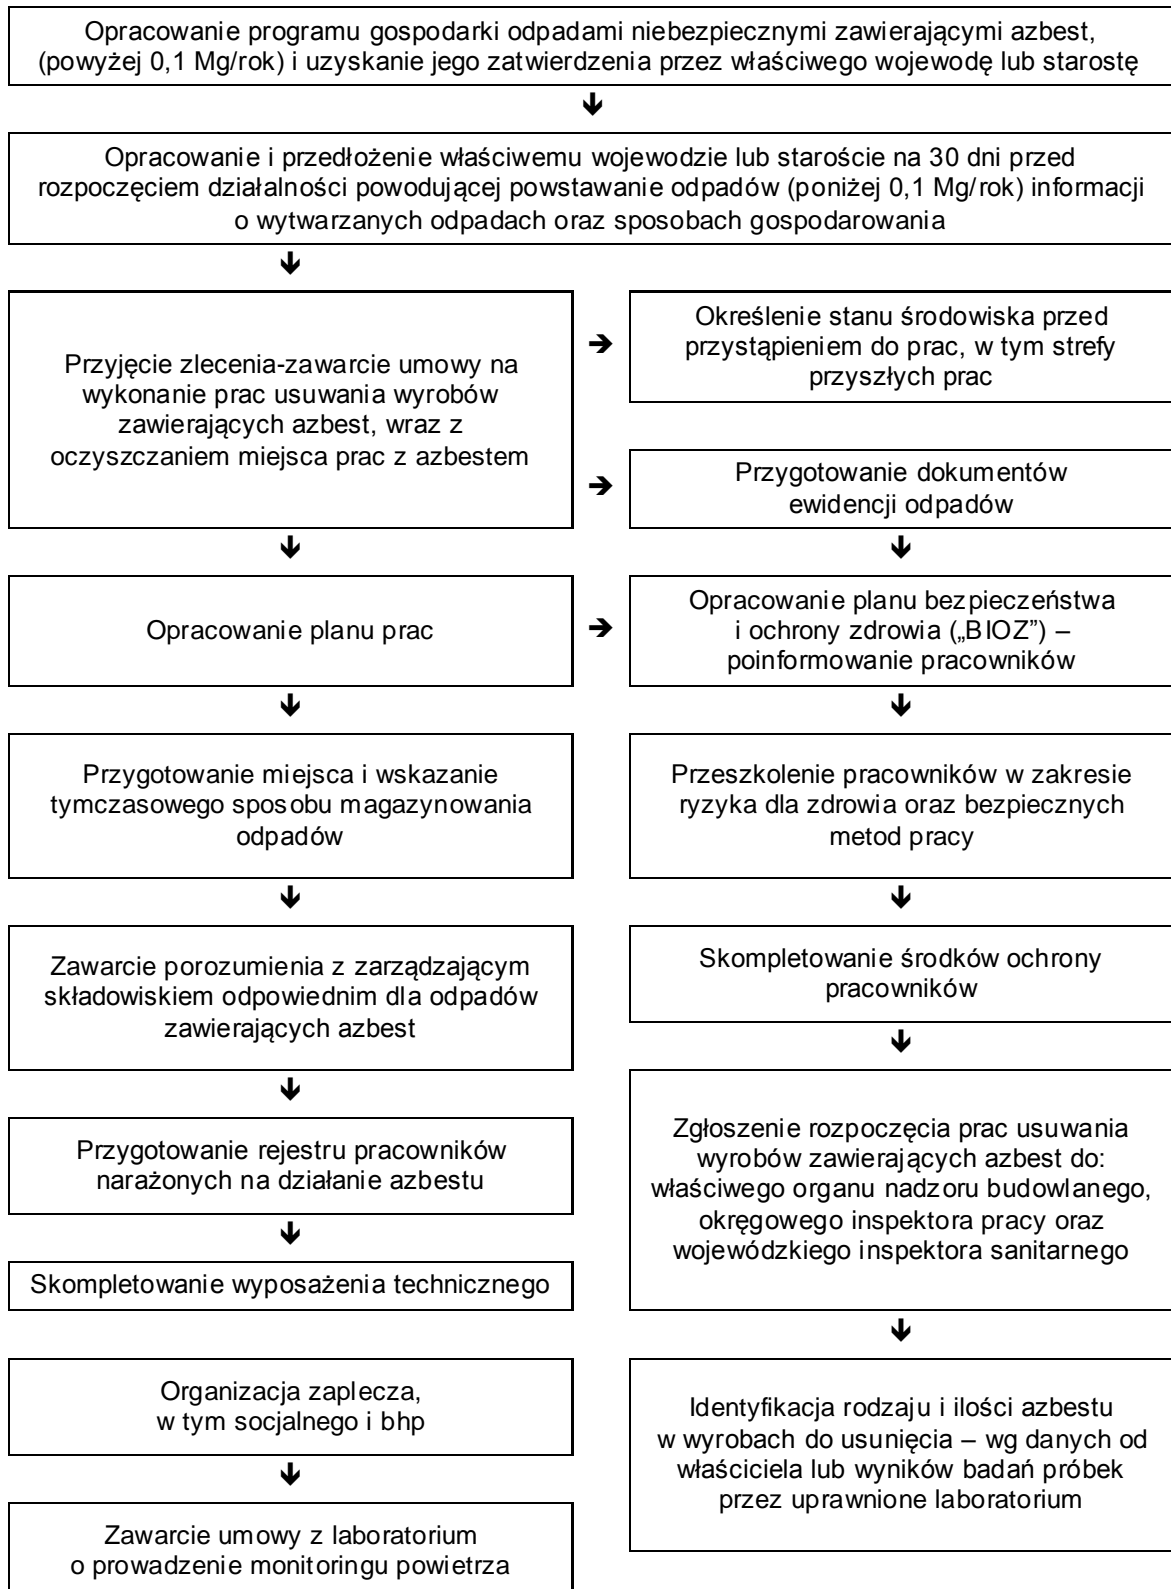 Opracowanie programu gospodarki odpadami niebezpiecznymi zawierającymi azbest,
(powyżej 0,1 Mg/rok) i uzyskanie jego zatwierdzenia przez właściwego wojewodę lub starostę
Opracowanie i przedłożenie właściwemu wojewodzie lub staroście na 30 dni przed
rozpoczęciem działalności powodującej powstawanie odpadów (poniżej 0,1 Mg/rok) informacji
o wytwarzanych odpadach oraz sposobach gospodarowania
Przyjęcie zlecenia-zawarcie umowy na
wykonanie prac usuwania wyrobów
zawierających azbest, wraz z
oczyszczaniem miejsca prac z azbestem
Określenie stanu środowiska przed
przystąpieniem do prac, w tym strefy
przyszłych prac
Przygotowanie dokumentów
ewidencji odpadów
Opracowanie planu prac
Opracowanie planu bezpieczeństwa
i ochrony zdrowia („BIOZ”) –
poinformowanie pracowników
Przygotowanie miejsca i wskazanie
tymczasowego sposobu magazynowania
odpadów
Przeszkolenie pracowników w zakresie
ryzyka dla zdrowia oraz bezpiecznych
metod pracy
Zawarcie porozumienia z zarządzającym
składowiskiem odpowiednim dla odpadów
zawierających azbest
Skompletowanie środków ochrony
pracowników
Przygotowanie rejestru pracowników
narażonych na działanie azbestu
Zgłoszenie rozpoczęcia prac usuwania
wyrobów zawierających azbest do:
właściwego organu nadzoru budowlanego,
okręgowego inspektora pracy oraz
wojewódzkiego inspektora sanitarnego
Skompletowanie wyposażenia technicznego
Organizacja zaplecza,
w tym socjalnego i bhp
Identyfikacja rodzaju i ilości azbestu
w wyrobach do usunięcia – wg danych od
właściciela lub wyników badań próbek
przez uprawnione laboratorium
Zawarcie umowy z laboratorium
o prowadzenie monitoringu powietrza